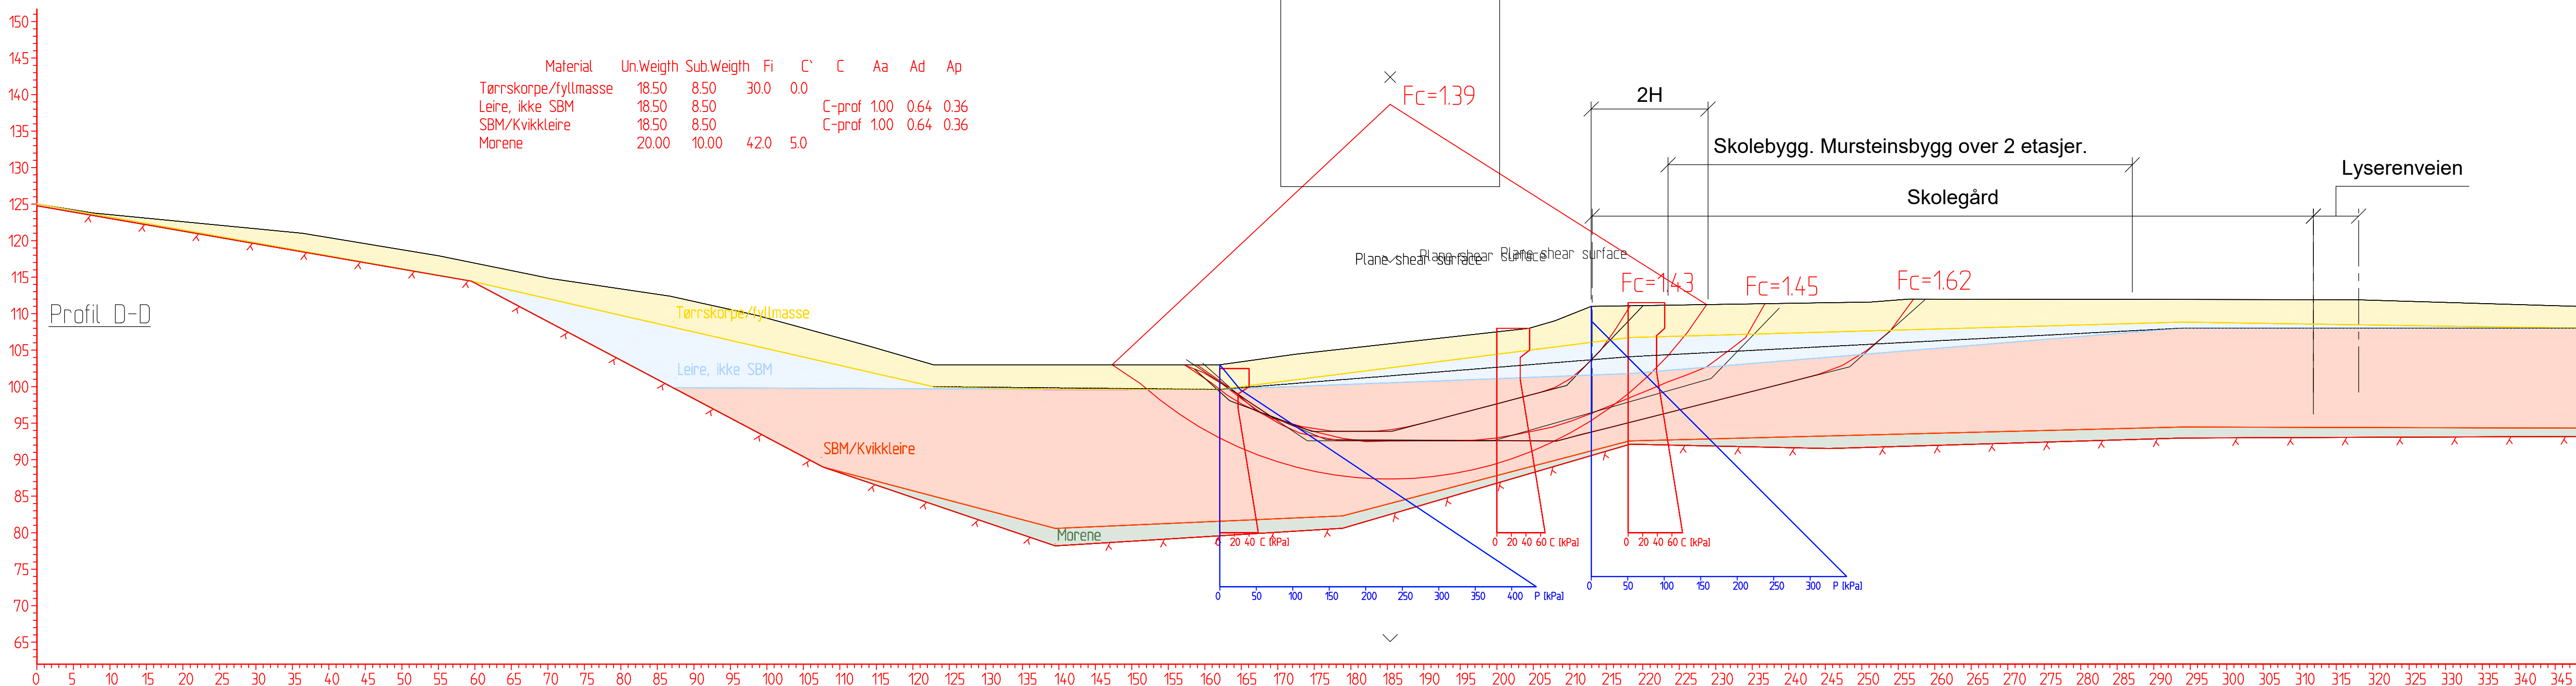 Material Un.Weigth Sub.Weigth Fi C` C Aa Ad Ap
Tørrskorpe/fyllmasse 18.50 8.50 30.0 0.0
Leire, ikke SBM 18.50 8.50 C-prof 1.00 0.64 0.36
SBM/Kvikkleire 18.50 8.50 C-prof 1.00 0.64 0.36
Morene 20.00 10.00 42.0 5.0
Fc=1.39
2H
Skolebygg. Mursteinsbygg over 2 etasjer.
Lyserenveien
Skolegård
Plane shear surface
Plane shear surface
Plane shear surface
Fc=1.43
Fc=1.45
Fc=1.62
Profil D-D
Tørrskorpe/fyllmasse
Leire, ikke SBM
SBM/Kvikkleire
Morene
0 20 40 C [kPa]
0 20 40 60 C [kPa]
0 20 40 60 C [kPa]
0 50 100 150 200 250 300 350 400 P [kPa]
0 50 100 150 200 250 300 P [kPa]
150
145
140
135
130
125
120
115
110
105
100
95
90
85
80
75
70
65
0 5 10 15 20 25 30 35 40 45 50 55 60 65 70 75 80 85 90 95 100 105 110 115 120 125 130 135 140 145 150 155 160 165 170 175 180 185 190 195 200 205 210 215 220 225 230 235 240 245 250 255 260 265 270 275 280 285 290 295 300 305 310 315 320 325 330 335 340 345